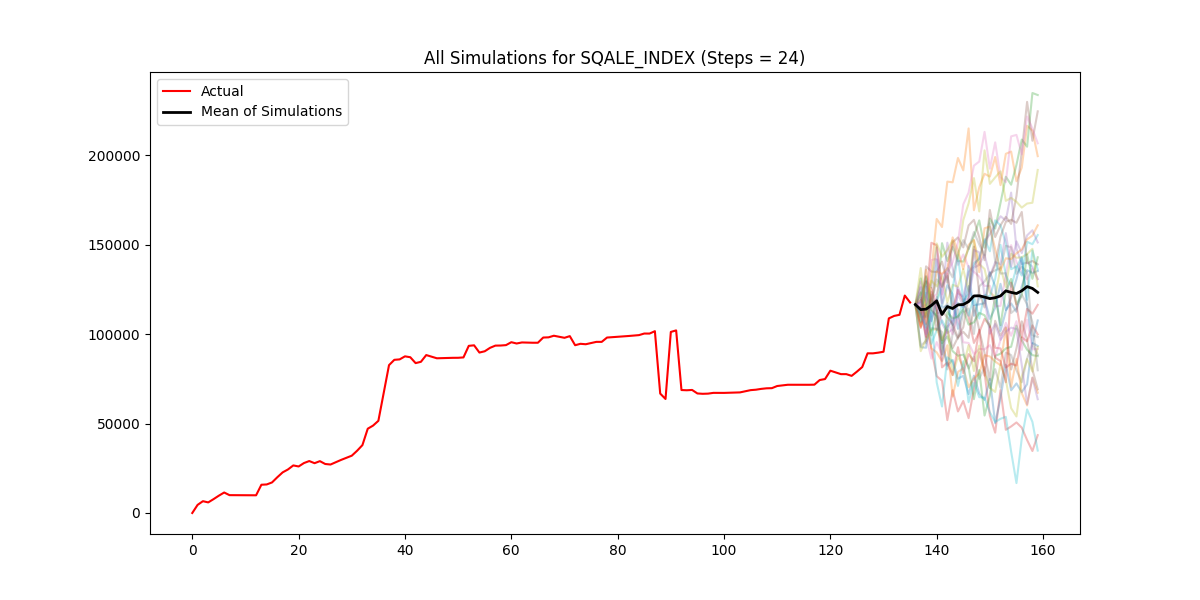 All Simulations for SQALE_INDEX (Steps = 24)
Actual
Mean of Simulations
200000
150000
100000
50000
0
0 20 40 60 80 100 120 140 160